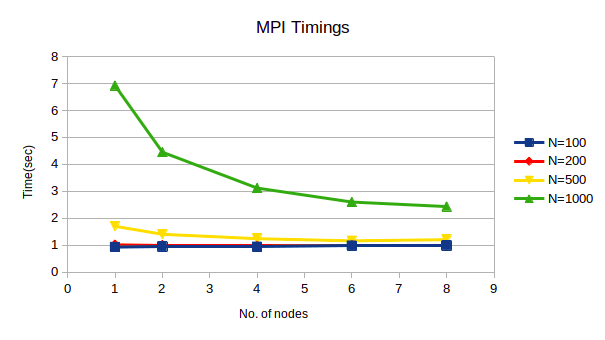 MPI Timings
8
7
6
5
4
3
2
1
0
Time(sec)
0 1 2 3 4 5 6 7 8 9
No. of nodes
N=100
N=200
N=500
N=1000